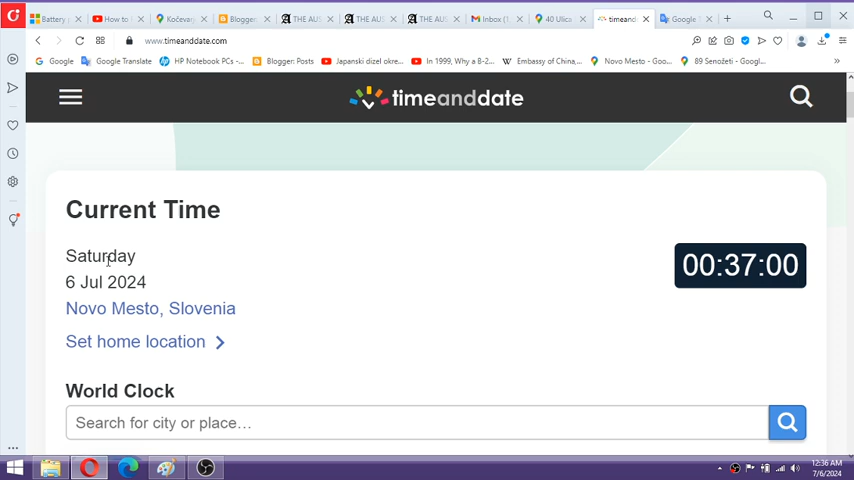 Battery
How to
Kočevar
Blogger
THE AUS
THE AUS
THE AUS
Inbox (1
40 Ulica
timeand
Google
www.timeanddate.com
Google
Google Translate
HP Notebook PCs -...
Blogger: Posts
Japanski dizel okre...
In 1999, Why a 8-2...
Embassy of China,...
Novo Mesto - Goo...
89 Senožeti - Googl...
timeanddate
Current Time
Saturday
6 Jul 2024
00:37:00
Novo Mesto, Slovenia
Set home location
World Clock
Search for city or place...
12:36 AM
7/6/2024